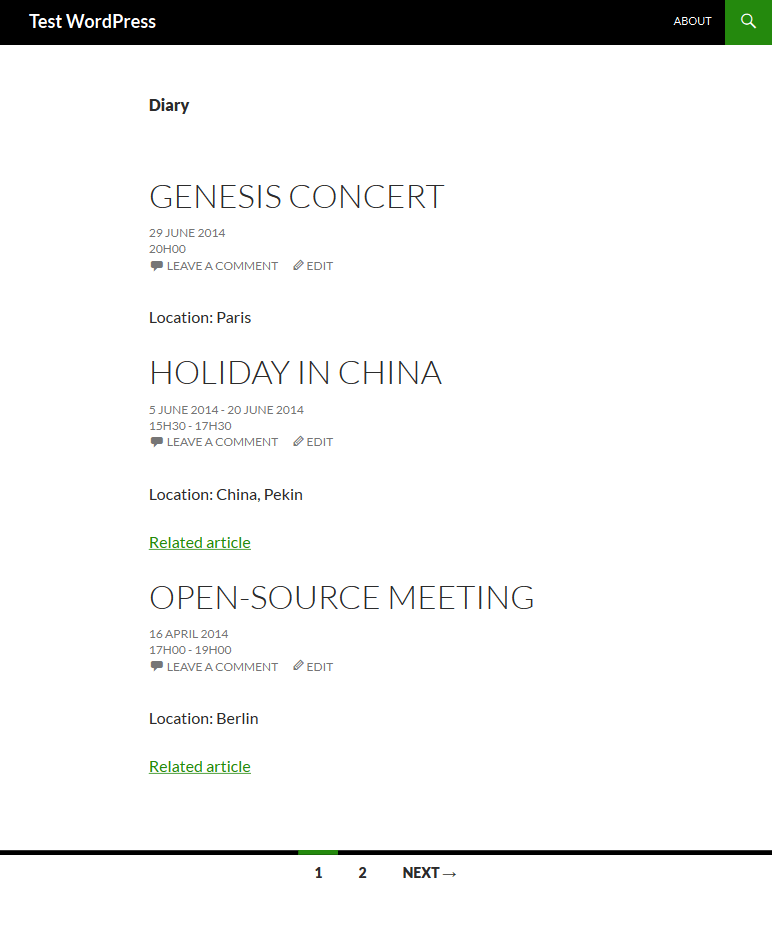 Test WordPress
ABOUT
Diary
GENESIS CONCERT
29 JUNE 2014
20H00
LEAVE A COMMENT EDIT
Location: Paris
HOLIDAY IN CHINA
5 JUNE 2014 - 20 JUNE 2014
15H30 - 17H30
LEAVE A COMMENT EDIT
Location: China, Pekin
Related article
OPEN-SOURCE MEETING
16 APRIL 2014
17H00 - 19H00
LEAVE A COMMENT EDIT
Location: Berlin
Related article
1 2 NEXT →